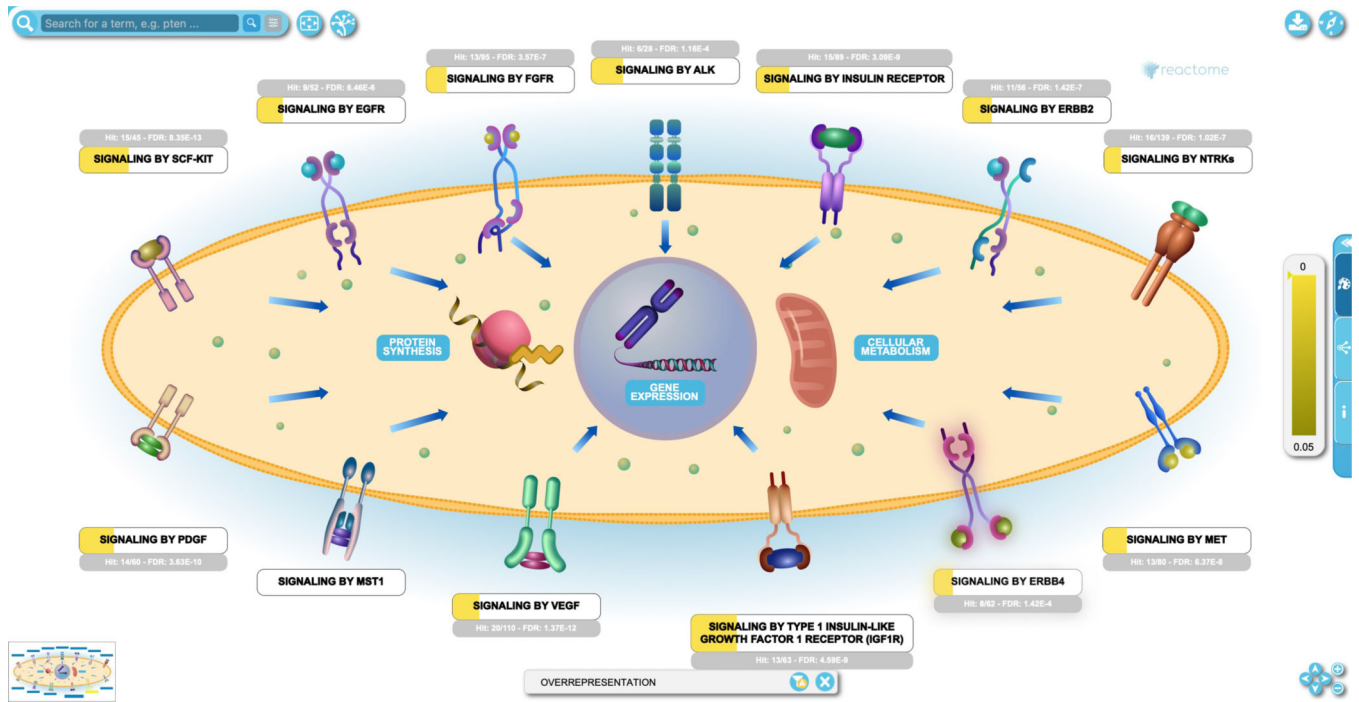 Search for a term, e.g. pten ...
Hit: 6/28 - FDR: 1.16E-4
SIGNALING BY ALK
Hit: 13/95 - FDR: 3.57E-7
SIGNALING BY FGFR
SIGNALING BY INSULIN RECEPTOR
reactome
Hit: 9/52 - FDR: 6.46E-6
SIGNALING BY EGFR
Hit: 11/56 - FDR: 1.42E-7
SIGNALING BY ERBB2
Hit: 15/45 - FDR: 8.35E-13
SIGNALING BY SCF-KIT
Hit: 16/139 - FDR: 1.02E-7
SIGNALING BY NTRKs
0
PROTEIN
SYNTHESIS
CELLULAR
METABOLISM
GENE
EXPRESSION
0.05
SIGNALING BY PDGF
Hit: 14/60 - FDR: 3.63E-10
SIGNALING BY MET
Hit: 13/80 - FDR: 6.37E-8
SIGNALING BY MST1
SIGNALING BY ERBB4
Hit: 8/62 - FDR: 1.42E-4
SIGNALING BY VEGF
Hit: 20/110 - FDR: 1.37E-12
SIGNALING BY TYPE 1 INSULIN-LIKE
GROWTH FACTOR 1 RECEPTOR (IGF1R)
Hit: 13/63 - FDR: 4.59E-9
OVERREPRESENTATION